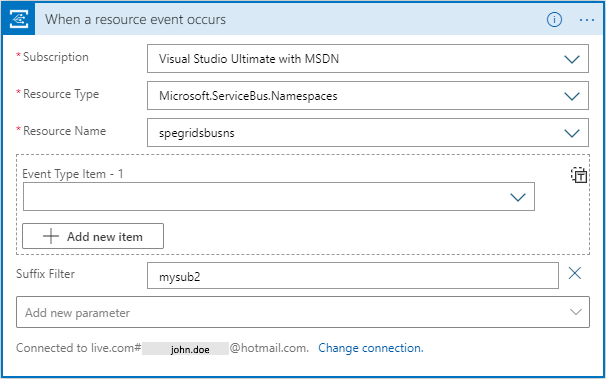 When a resource event occurs
* Subscription Visual Studio Ultimate with MSDN
* Resource Type Microsoft.ServiceBus.Namespaces
* Resource Name spegridsbusns
Event Type Item - 1
Add new item
Suffix Filter mysub2
Add new parameter
Connected to live.com# john.doe @hotmail.com. Change connection.